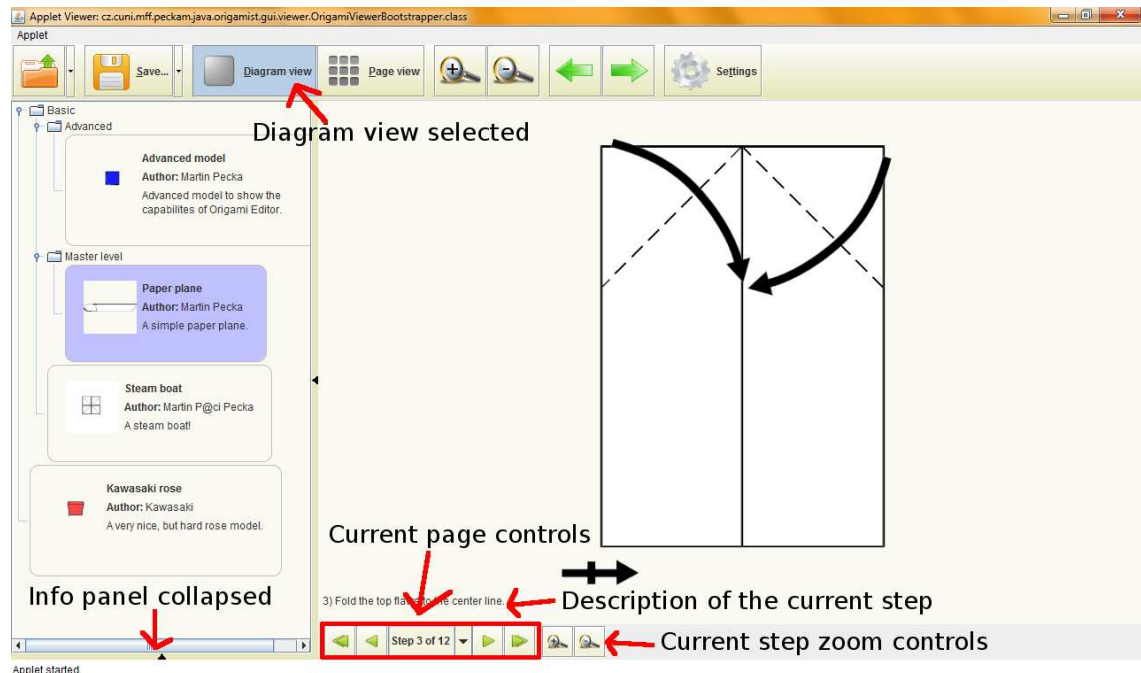 Applet Viewer: cz.cuni.mff.peckam.java.origamist.gui.viewer.OrigamiViewerBootstrapper.class
Applet
Save...
Diagram view
Page view
Settings
Diagram view selected
Basic
Advanced
Advanced model
Author: Martin Pecka
Advanced model to show the
capabilites of Origami Editor.
Master level
Paper plane
Author: Martin Pecka
A simple paper plane.
Steam boat
Author: Martin P@ci Pecka
A steam boat!
Kawasaki rose
Author: Kawasaki
A very nice, but hard rose model.
Current page controls
Info panel collapsed
3) Fold the top to the center line.
Description of the current step
Step 3 of 12
Current step zoom controls
Applet started.